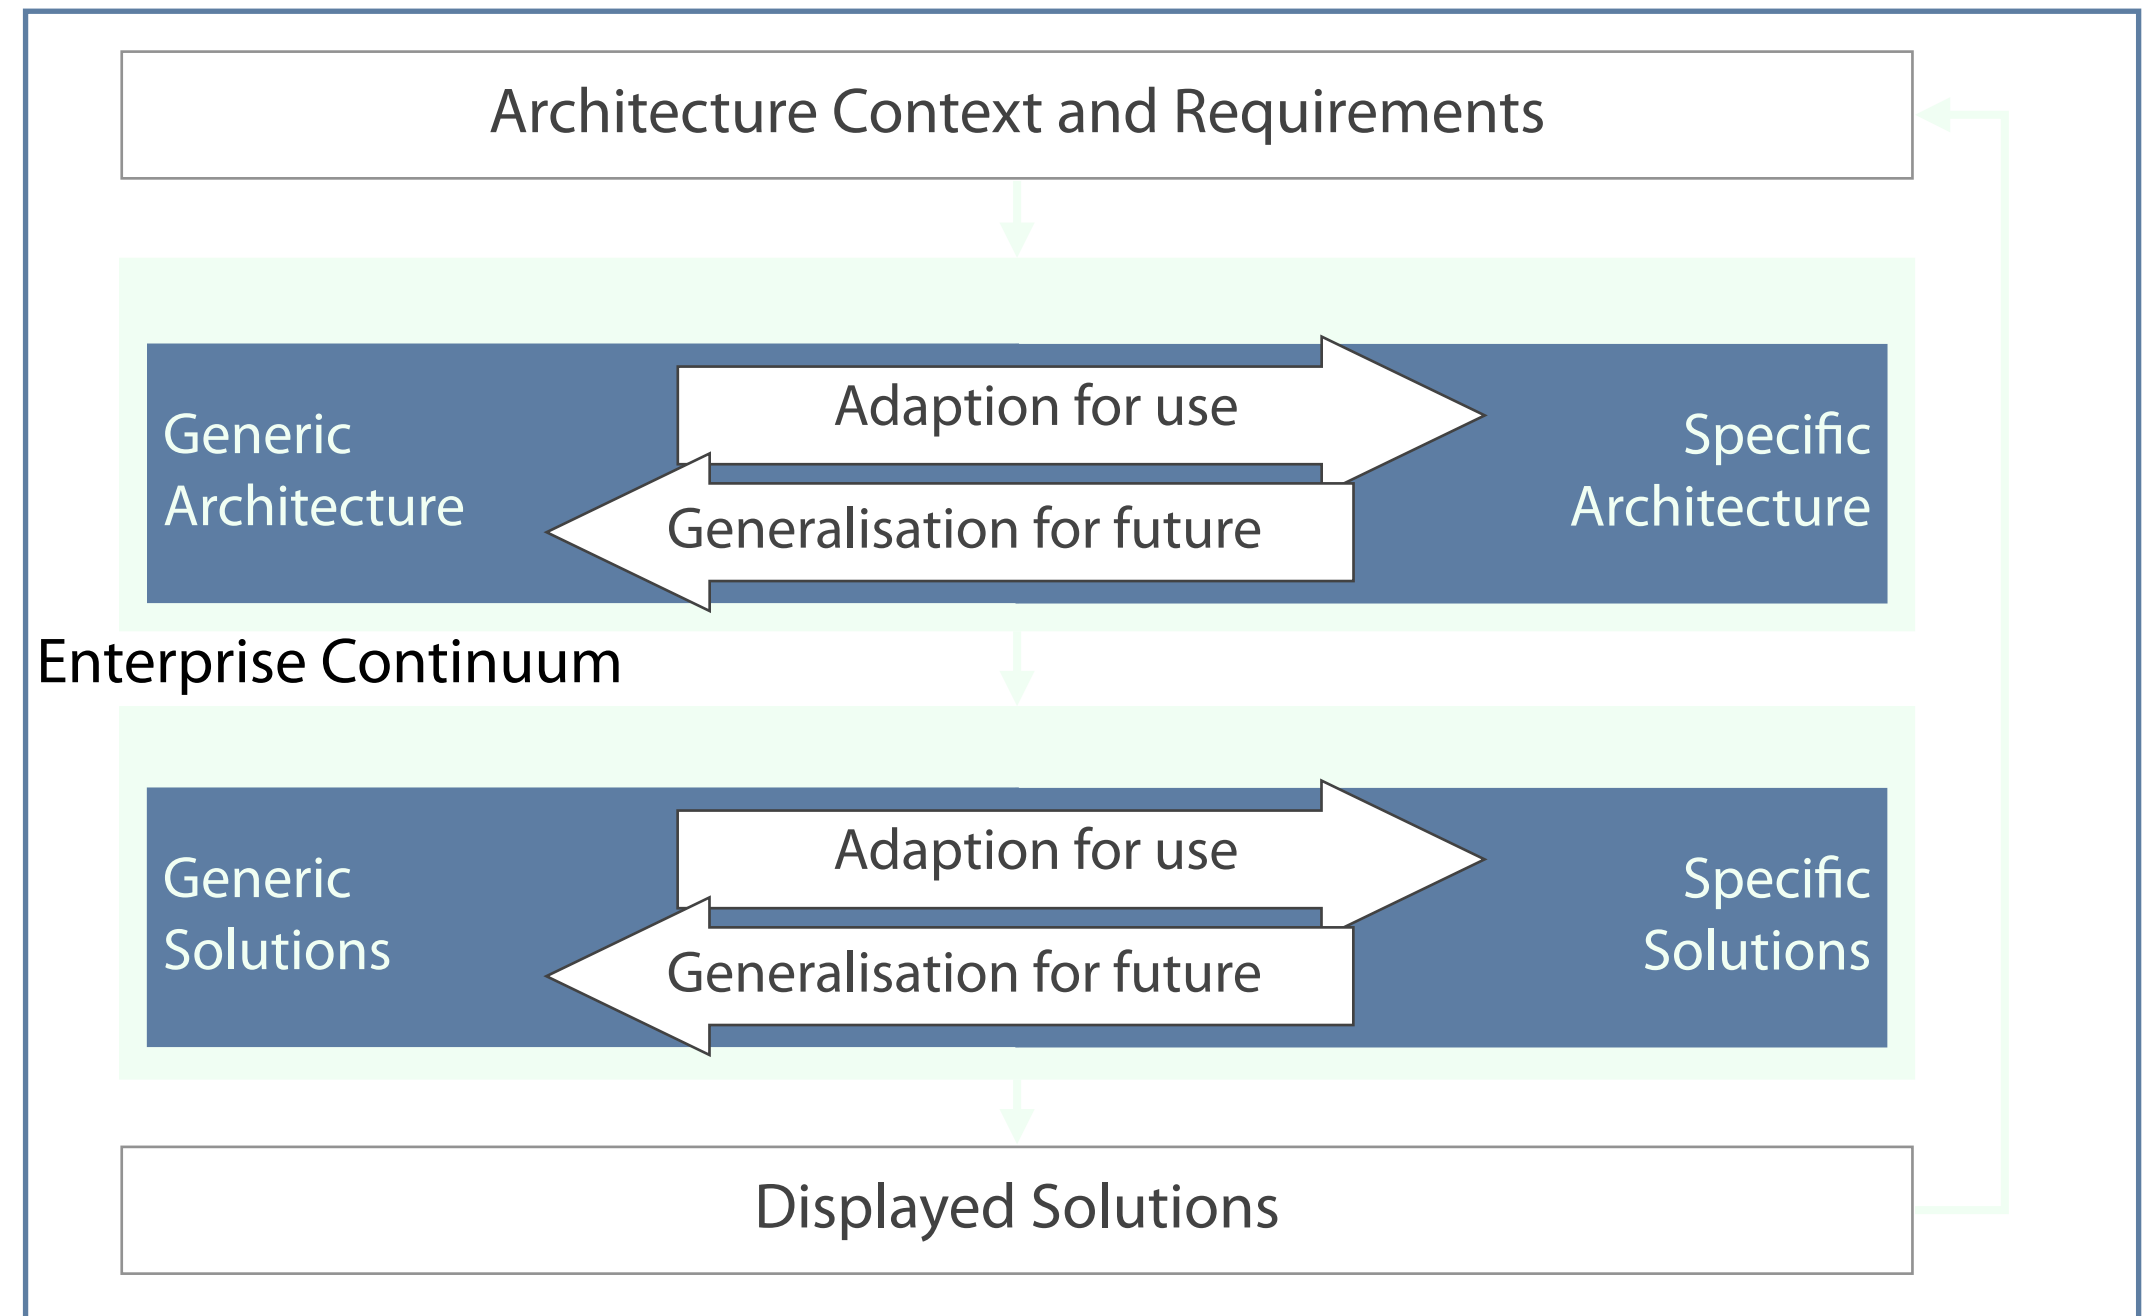 Architecture Context and Requirements
Generic
Architecture
Adaption for use
Generalisation for future
Specific
Architecture
Enterprise Continuum
Generic
Solutions
Adaption for use
Generalisation for future
Specific
Solutions
Displayed Solutions